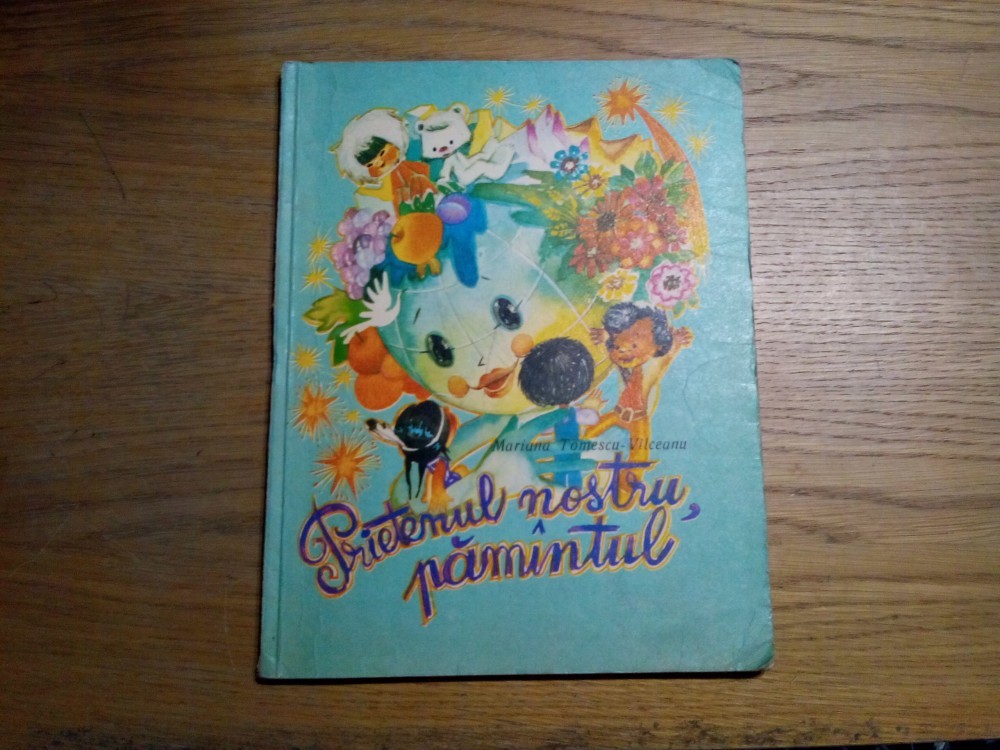 Mariana Tomescu-Vîlceanu
Prietenul nostru,
pămîntul